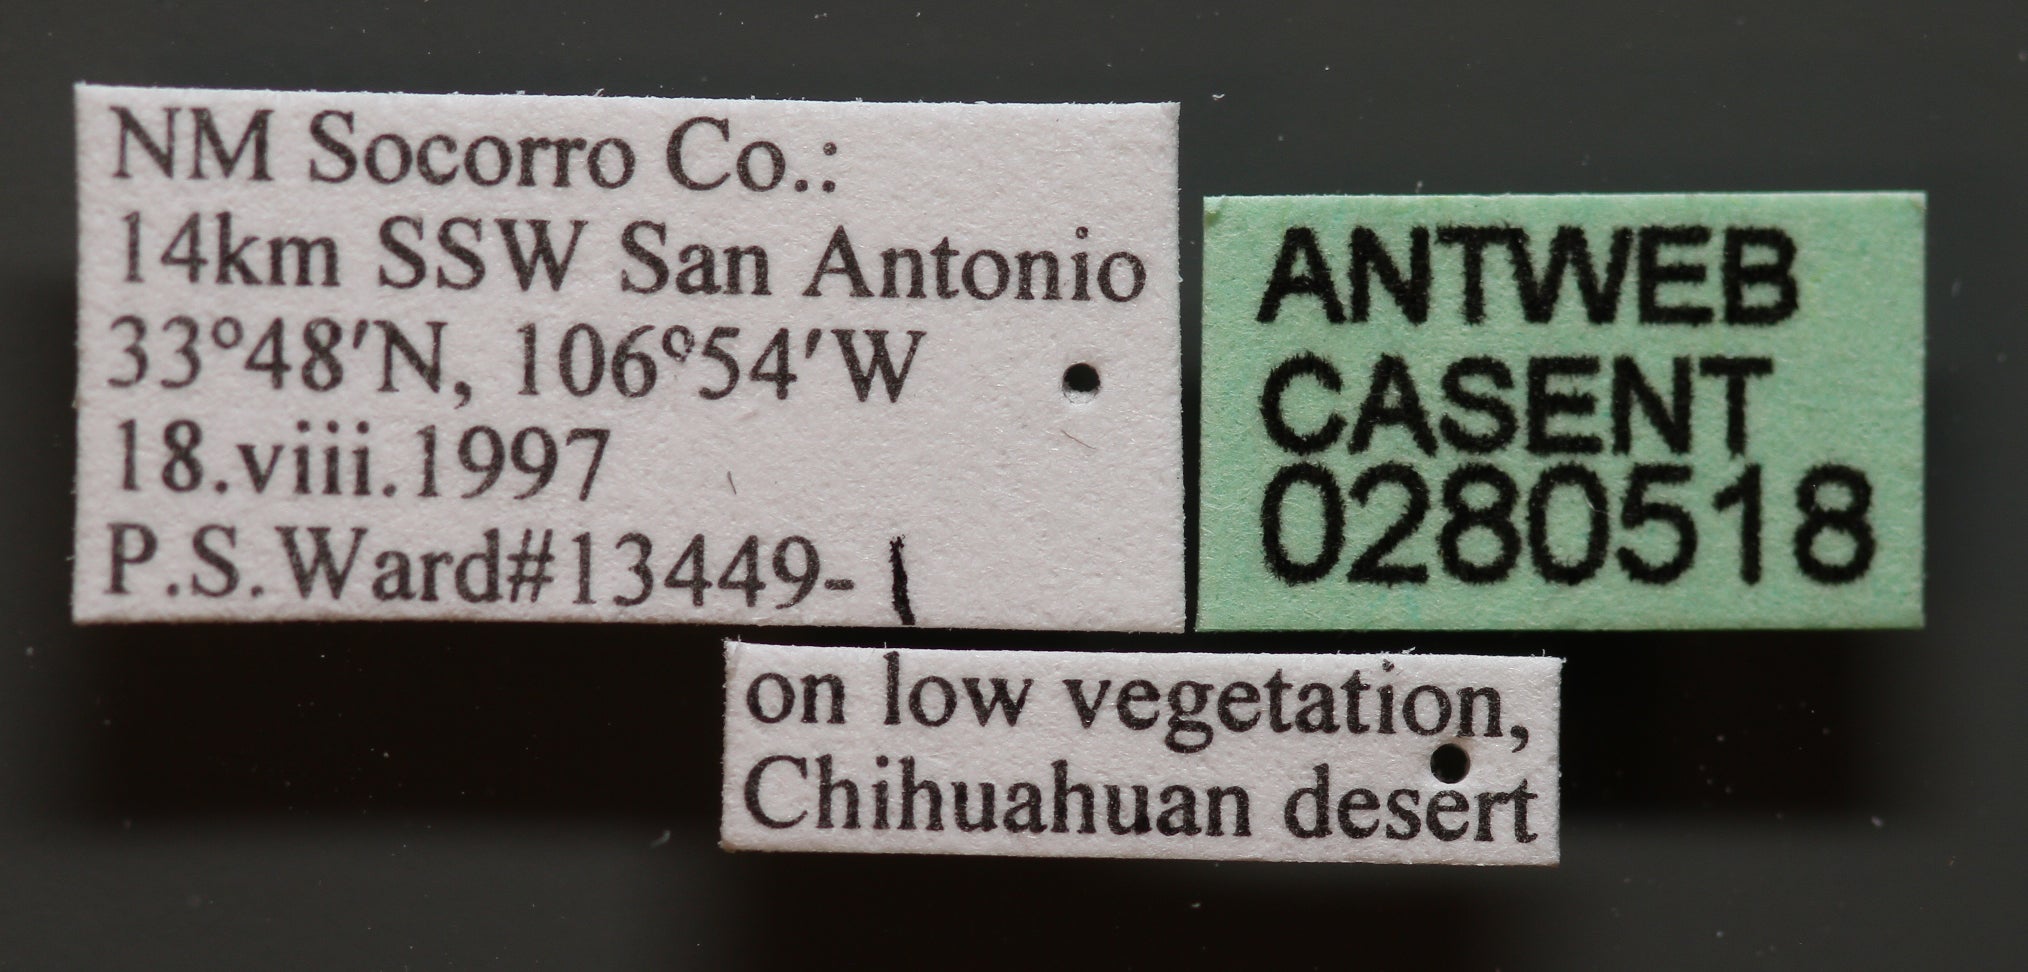 NM Socorro Co.:
14km SSW San Antonio
33°48'N, 106°54'W
18.viii.1997
P.S.Ward#13449-1
ANTWEB
CASENT
0280518
on low vegetation,
Chihuahuan desert